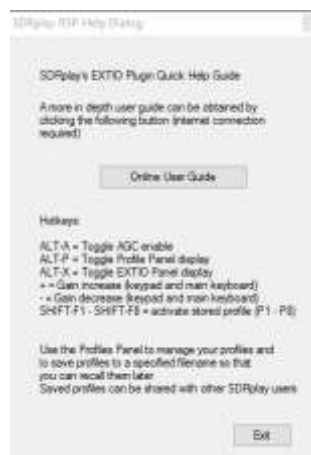 SDRplay RSP Help Dialog
SDRplay's EXTIO Plugin Quick Help Guide
A more in depth user guide can be obtained by
clicking the following button (internet connection
required)
Online User Guide
Hotkeys:
ALT-A = Toggle AGC enable
ALT-P = Toggle Profile Panel display
ALT-X = Toggle EXTIO Panel display
+ = Gain increase (keypad and main keyboard)
- = Gain decrease (keypad and main keyboard)
SHIFT-F1 - SHIFT-F8 = activate stored profile (P1 - P8)
Use the Profiles Panel to manage your profiles and
to save profiles to a specified filename so that
you can recall them later
Saved profiles can be shared with other SDRplay users
Exit